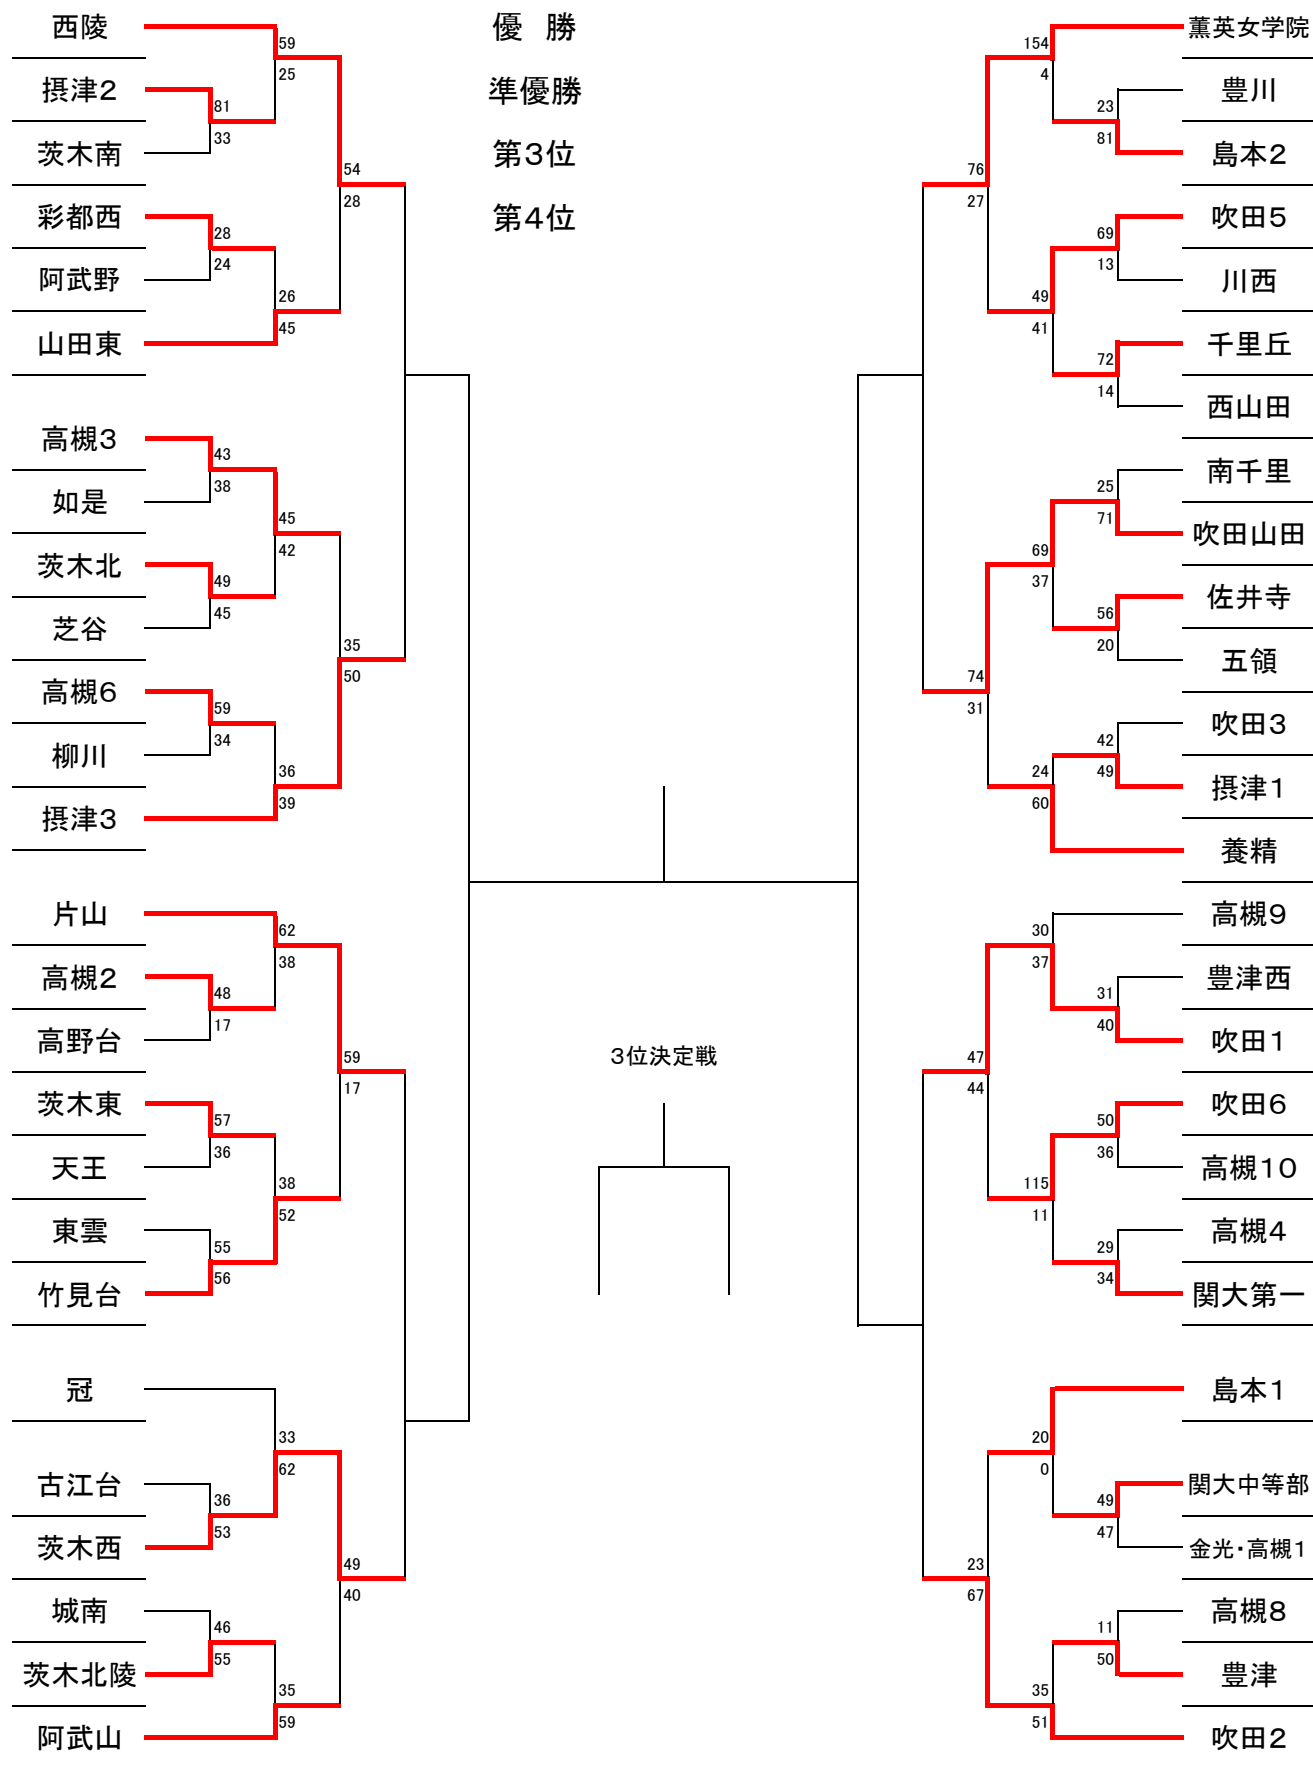 西陵
59
25
摂津2
81
33
茨木南
54
28
彩都西
28
24
阿武野
26
45
山田東
高槻3
43
38
如是
45
42
茨木北
49
45
芝谷
35
50
高槻6
59
34
柳川
36
39
摂津3
片山
62
38
高槻2
48
17
高野台
59
17
茨木東
57
36
天王
38
52
東雲
55
56
竹見台
冠
33
62
古江台
36
53
茨木西
49
40
城南
46
55
茨木北陵
35
59
阿武山
優 勝
準優勝
第3位
第4位
3位決定戦
薫英女学院
154
4
豊川
23
81
島本2
76
27
吹田5
69
13
川西
49
41
千里丘
72
14
西山田
南千里
25
71
吹田山田
69
37
佐井寺
56
20
五領
74
31
吹田3
42
49
摂津1
24
60
養精
高槻9
30
37
豊津西
31
40
吹田1
47
44
吹田6
50
36
高槻10
115
11
高槻4
29
34
関大第一
島本1
20
0
関大中等部
49
47
金光・高槻1
23
67
高槻8
11
50
豊津
35
51
吹田2